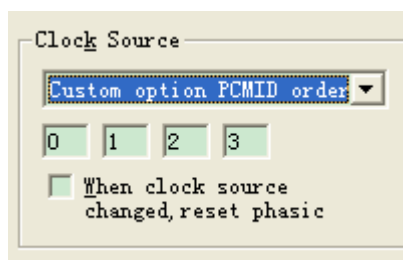 Clock Source
Custom option PCMID order
0 1 2 3
When clock source
changed,reset phasic